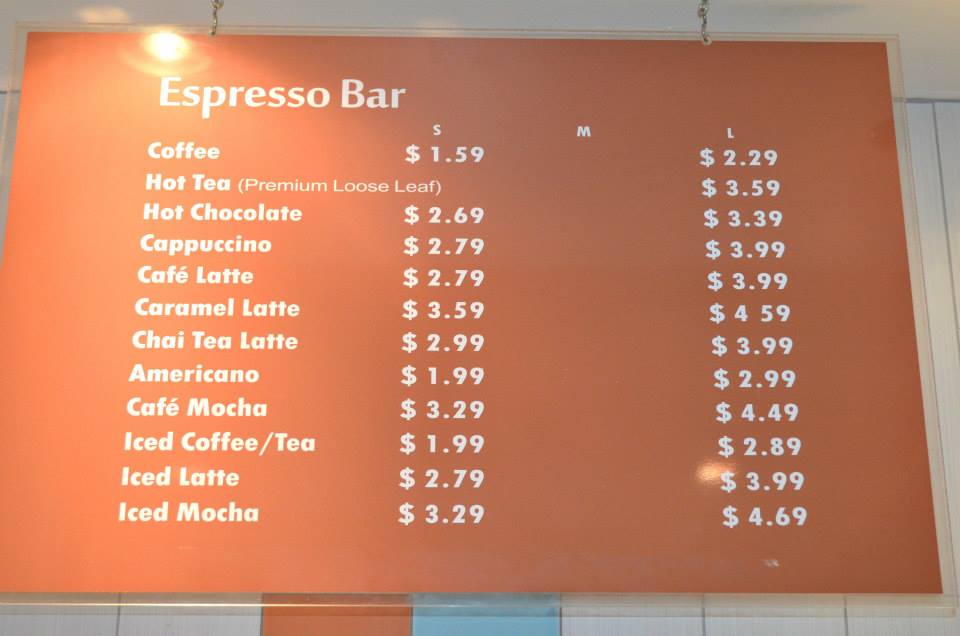 Espresso Bar
S M L
Coffee $ 1.59 $ 2.29
Hot Tea (Premium Loose Leaf) $ 3.59
Hot Chocolate $ 2.69 $ 3.39
Cappuccino $ 2.79 $ 3.99
Café Latte $ 2.79 $ 3.99
Caramel Latte $ 3.59 $ 4 59
Chai Tea Latte $ 2.99 $ 3.99
Americano $ 1.99 $ 2.99
Café Mocha $ 3.29 $ 4.49
Iced Coffee/Tea $ 1.99 $ 2.89
Iced Latte $ 2.79 $ 3.99
Iced Mocha $ 3.29 $ 4.69